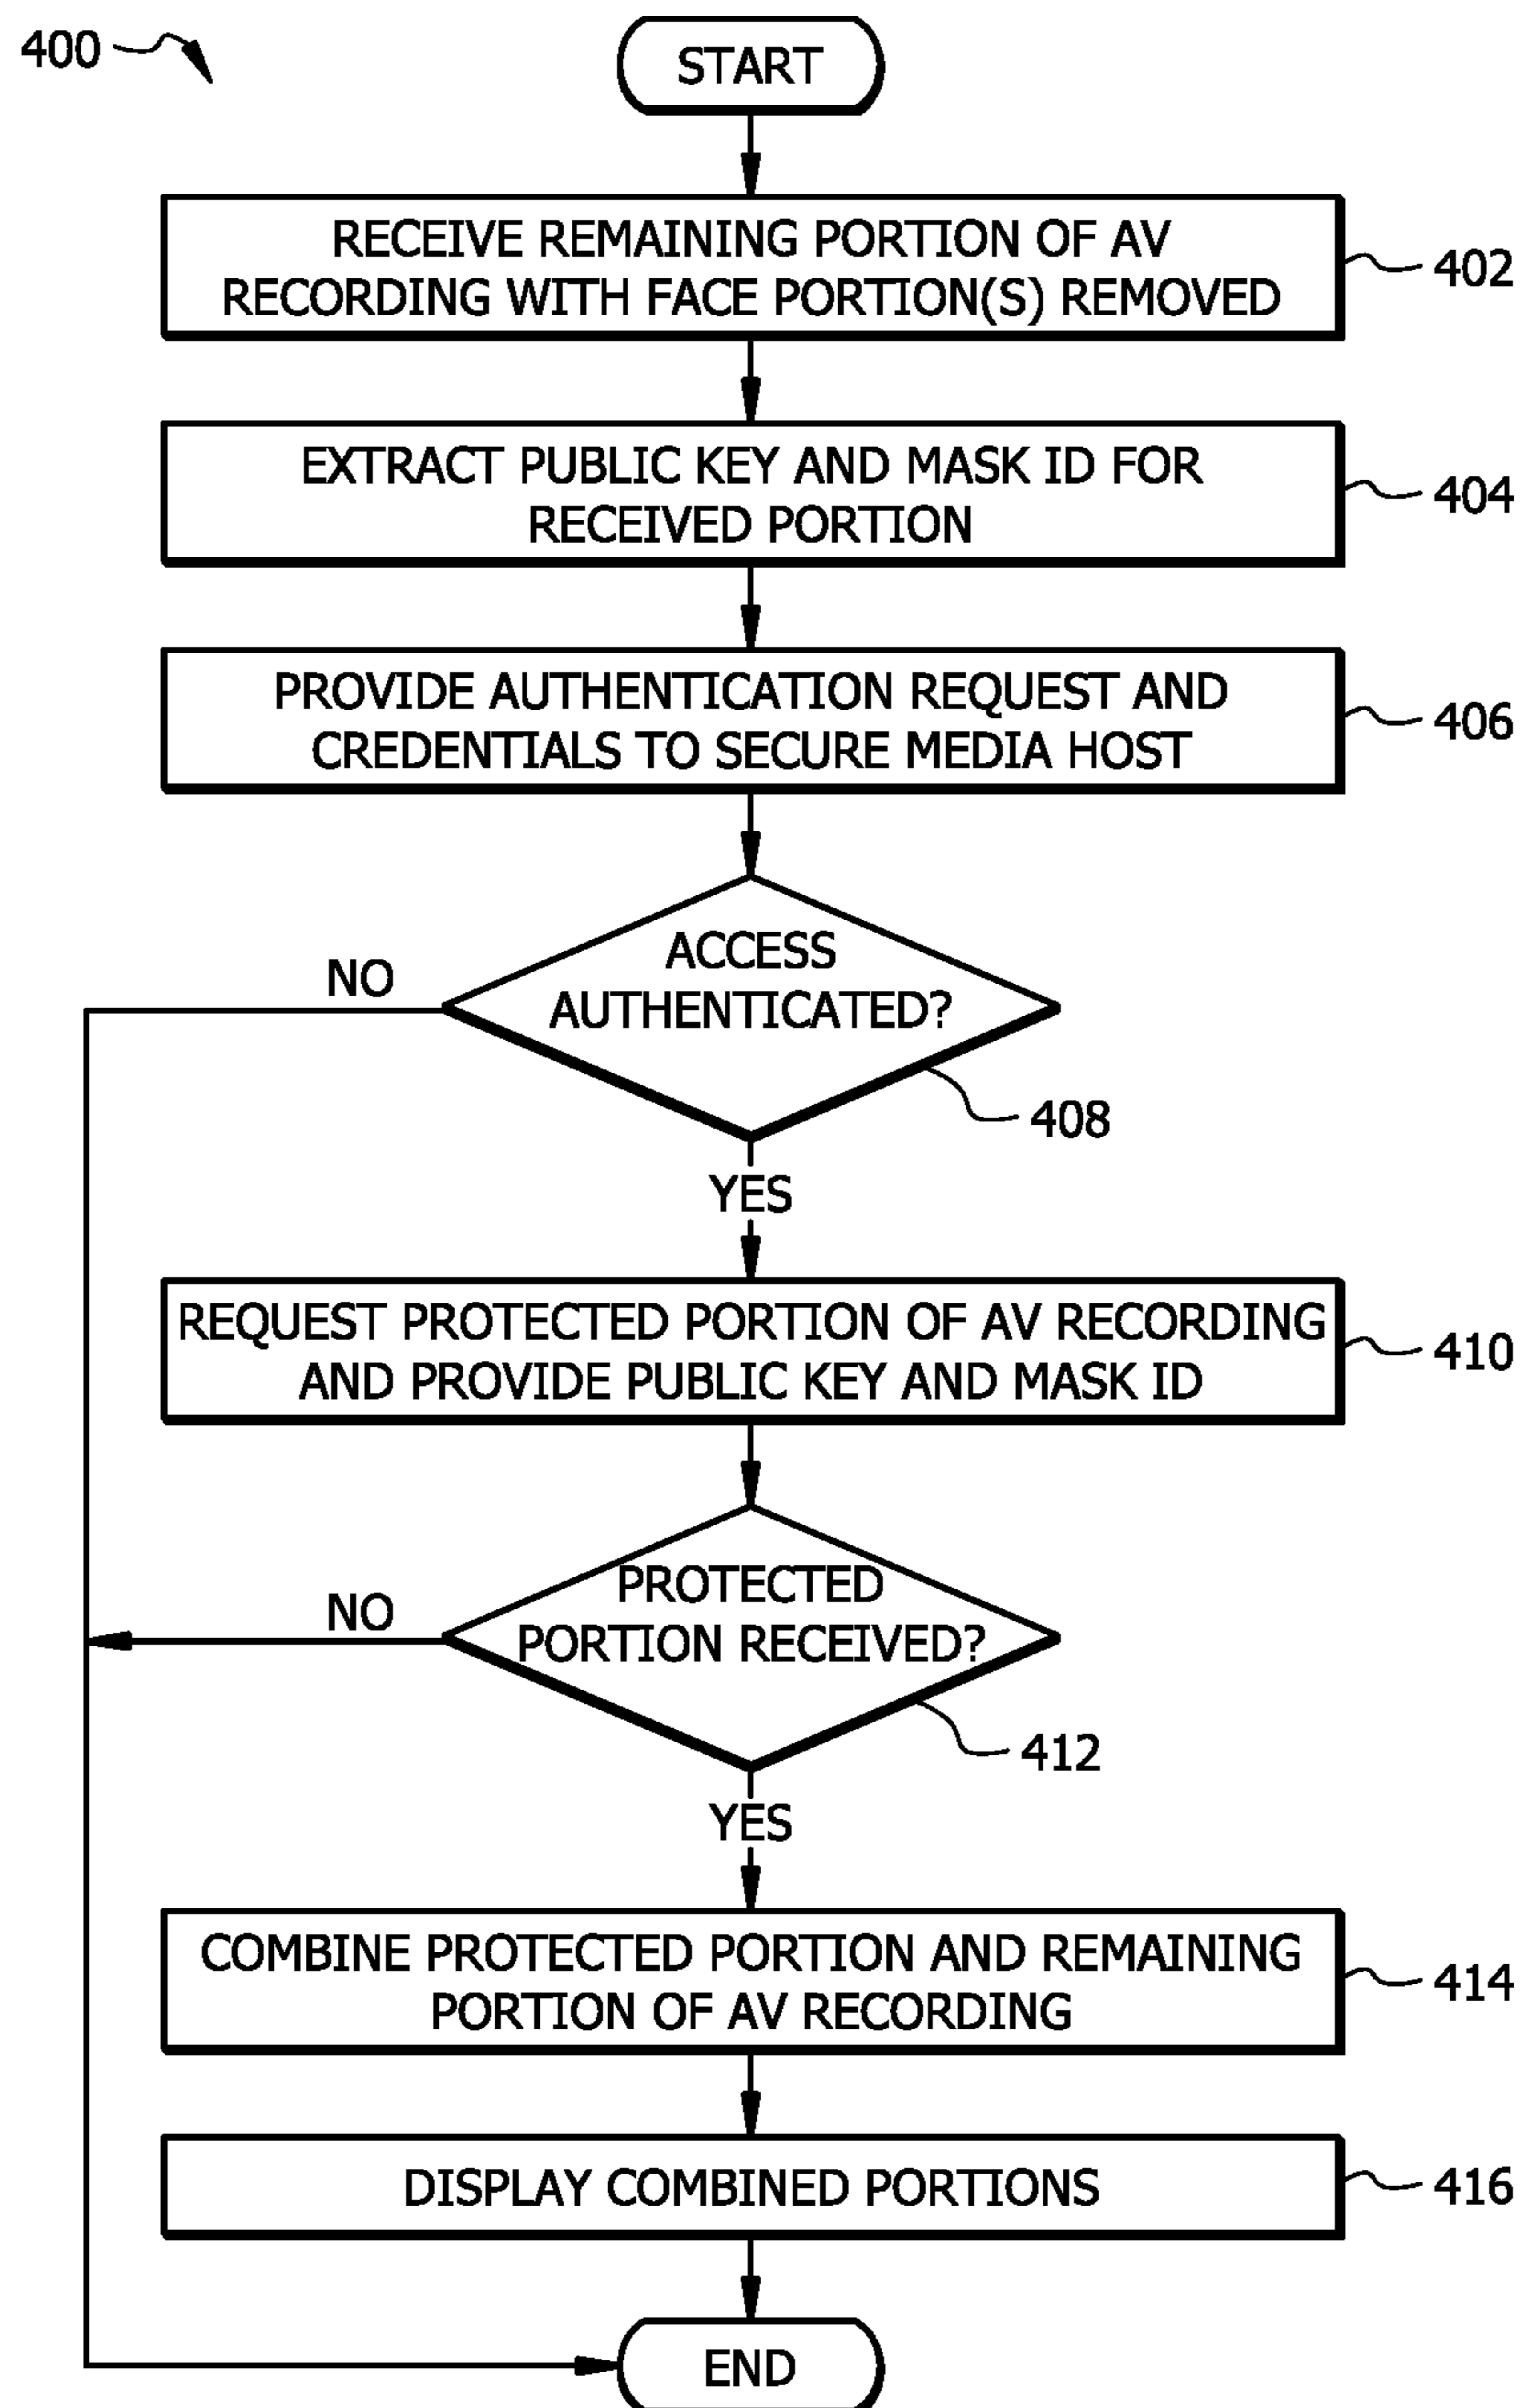 400
START
RECEIVE REMAINING PORTION OF AV
RECORDING WITH FACE PORTION(S) REMOVED
402
EXTRACT PUBLIC KEY AND MASK ID FOR
RECEIVED PORTION
404
PROVIDE AUTHENTICATION REQUEST AND
CREDENTIALS TO SECURE MEDIA HOST
406
ACCESS
AUTHENTICATED?
NO
408
YES
REQUEST PROTECTED PORTION OF AV RECORDING
AND PROVIDE PUBLIC KEY AND MASK ID
410
PROTECTED
PORTION RECEIVED?
NO
412
YES
COMBINE PROTECTED PORTION AND REMAINING
PORTION OF AV RECORDING
414
DISPLAY COMBINED PORTIONS
416
END